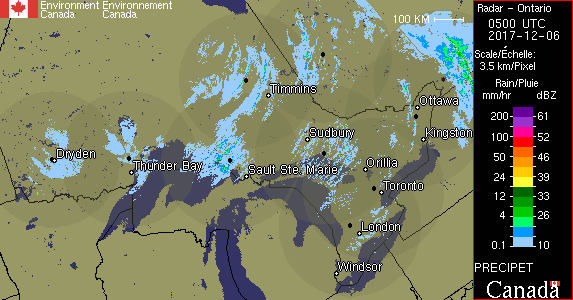 Environment Environnement
Canada Canada
100 KM
Timmins
Ottawa
Sudbury
Kingston
Dryden
Thunder Bay
Sault Ste. Marie
Orillia
Toronto
London
Windsor
Radar - Ontario
0500 UTC
2017-12-06
Scale/Échelle:
3.5 km/Pixel
Rain/Pluie
mm/hr dBZ
200 61
100 52
50 46
24 39
12 33
4 26
0.1 10
PRECIPET
Canada